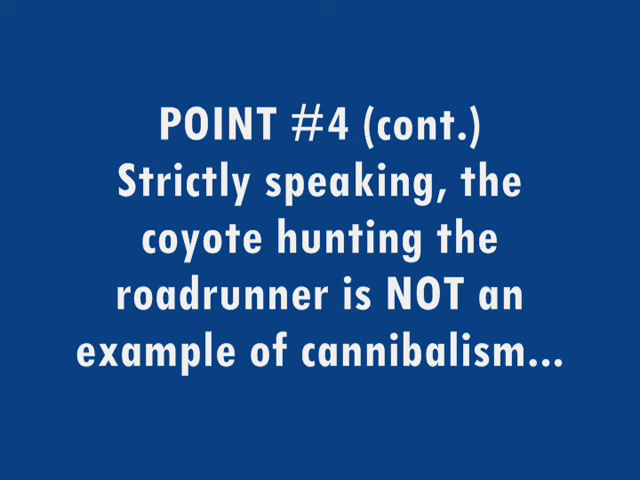 POINT #4 (cont.)
Strictly speaking, the
coyote hunting the
roadrunner is NOT an
example of cannibalism...